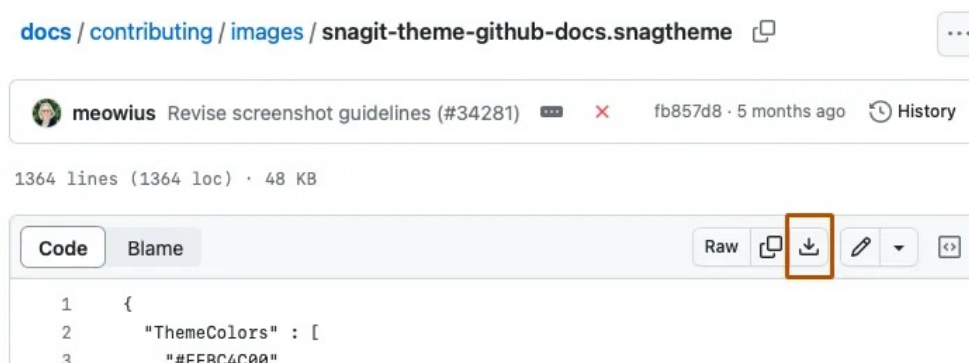 docs / contributing / images / snagit-theme-github-docs.snagtheme
meowius Revise screenshot guidelines (#34281) fb857d8 · 5 months ago History
1364 lines (1364 loc) · 48 KB
Code Blame Raw
1 {
2 "ThemeColors" : [
3